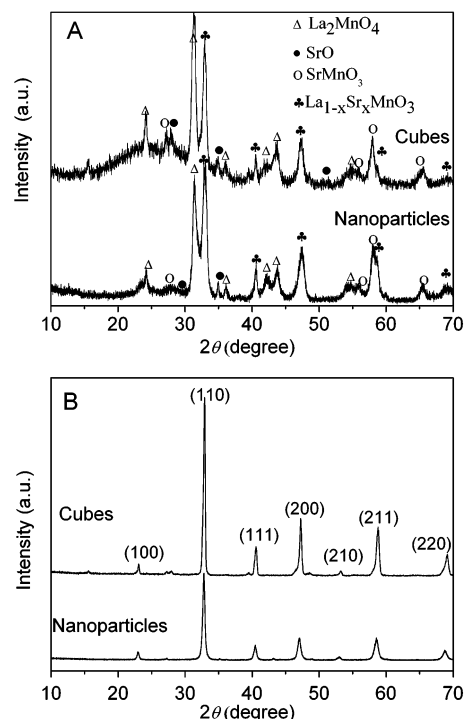 A
Δ La₂MnO₄
● SrO
O SrMnO₃
♣ La₁₋ₓSrₓMnO₃
Intensity (a.u.)
Cubes
Nanoparticles
10 20 30 40 50 60 70
2θ (degree)
B
(110)
Intensity (a.u.)
Cubes
(100) (111) (200) (210) (211) (220)
Nanoparticles
10 20 30 40 50 60 70
2θ (degree)